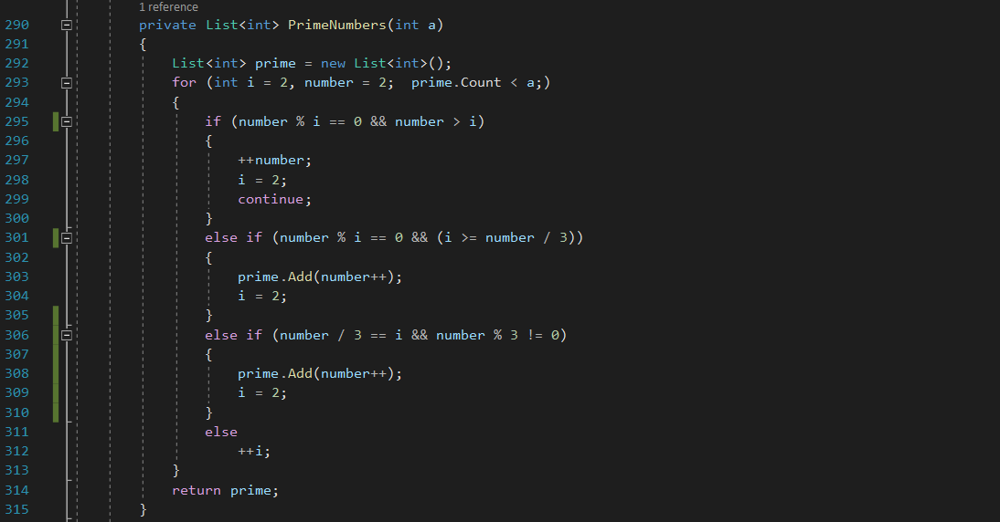 1 reference
290 private List<int> PrimeNumbers(int a)
291 {
292 List<int> prime = new List<int>();
293 for (int i = 2, number = 2;  prime.Count < a;)
294 {
295 if (number % i == 0 && number > i)
296 {
297 ++number;
298 i = 2;
299 continue;
300 }
301 else if (number % i == 0 && (i >= number / 3))
302 {
303 prime.Add(number++);
304 i = 2;
305 }
306 else if (number / 3 == i && number % 3 != 0)
307 {
308 prime.Add(number++);
309 i = 2;
310 }
311 else
312 ++i;
313 }
314 return prime;
315 }